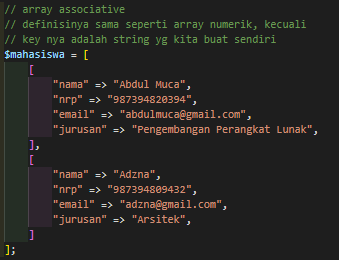 // array associative
// definisinya sama seperti array numerik, kecuali
// key nya adalah string yg kita buat sendiri
$mahasiswa = [
    [
        "nama" => "Abdul Muca",
        "nrp" => "987394820394",
        "email" => "abdulmuca@gmail.com",
        "jurusan" => "Pengembangan Perangkat Lunak",
    ],
    [
        "nama" => "Adzna",
        "nrp" => "987394809432",
        "email" => "adzna@gmail.com",
        "jurusan" => "Arsitek",
    ]
];